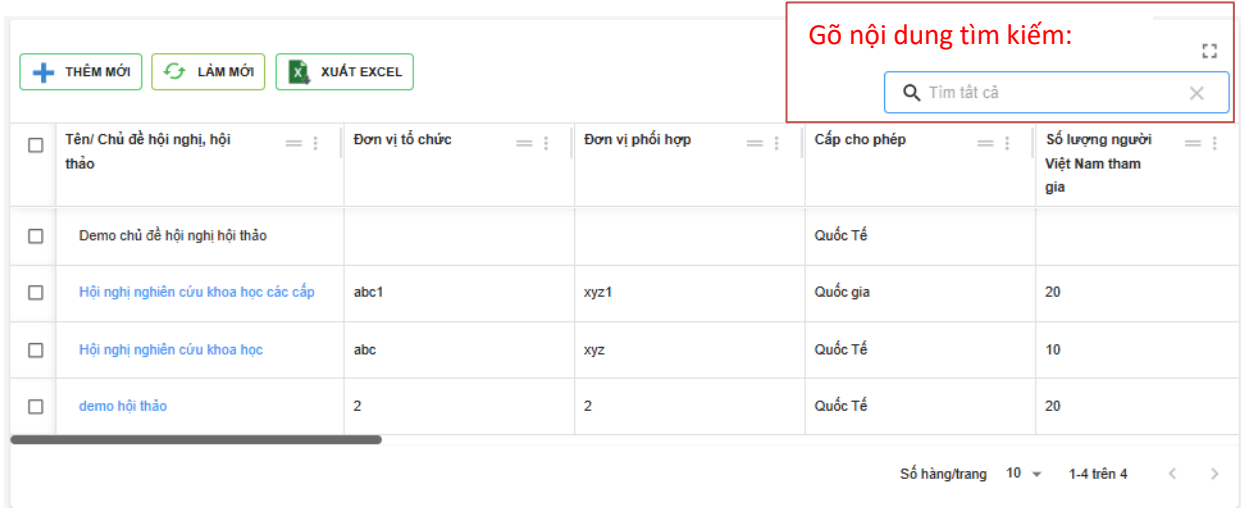 Gõ nội dung tìm kiếm:
THÊM MỚI LÀM MỚI XUẤT EXCEL
Tìm tất cả
Tên/ Chủ đề hội nghị, hội thảo Đơn vị tổ chức Đơn vị phối hợp Cấp cho phép Số lượng người Việt Nam tham gia
Demo chủ đề hội nghị hội thảo Quốc Tế
Hội nghị nghiên cứu khoa học các cấp abc1 xyz1 Quốc gia 20
Hội nghị nghiên cứu khoa học abc xyz Quốc Tế 10
demo hội thảo 2 2 Quốc Tế 20
Số hàng/trang 10 1-4 trên 4